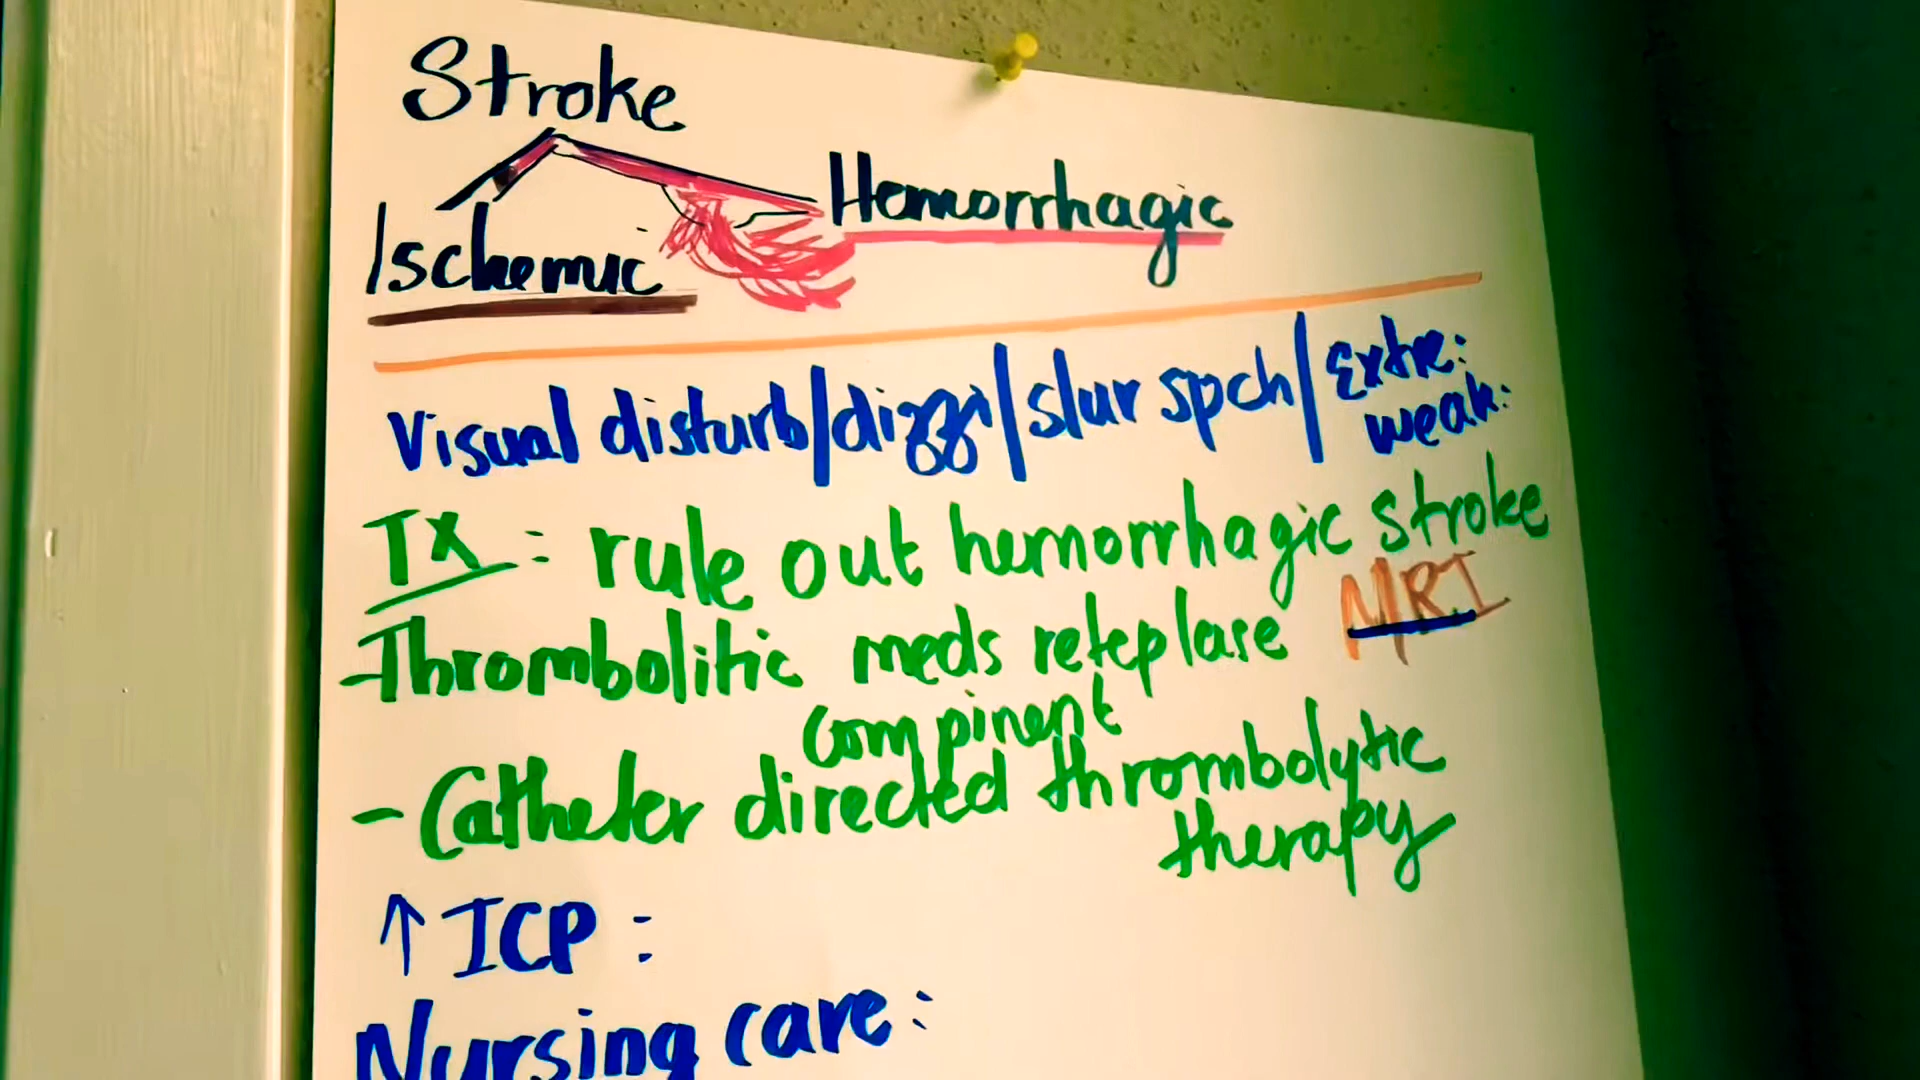 Stroke
Hemorrhagic
Ischemic
Visual disturb/dizzi/slur spch/Extre:
weak:
TX: rule out hemorrhagic stroke
MRI
-Thrombolitic meds reteplase
compinent
- Catheter directed thrombolytic
therapy
↑ ICP:
Nursing care: